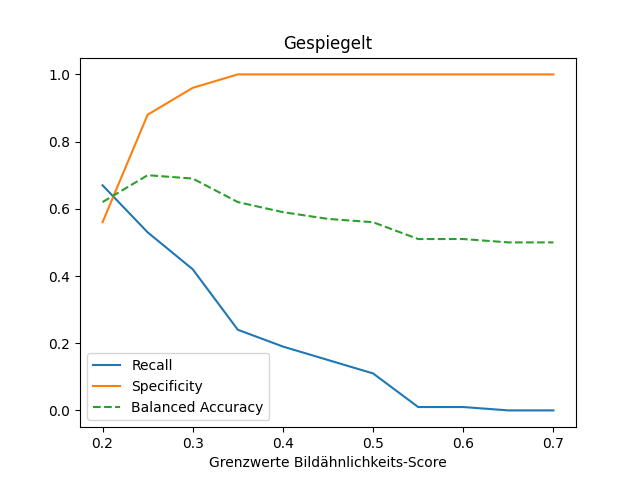 Gespiegelt
1.0
0.8
0.6
0.4
0.2
0.0
Recall
Specificity
Balanced Accuracy
0.2 0.3 0.4 0.5 0.6 0.7
Grenzwerte Bildähnlichkeits-Score